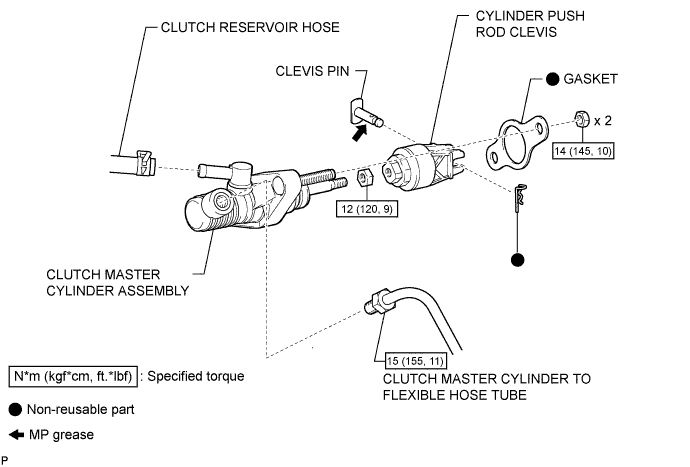 CYLINDER PUSH
ROD CLEVIS
CLUTCH RESERVOIR HOSE
CLEVIS PIN
GASKET
x 2
14 (145, 10)
12 (120, 9)
CLUTCH MASTER
CYLINDER ASSEMBLY
15 (155, 11)
CLUTCH MASTER CYLINDER TO
FLEXIBLE HOSE TUBE
N*m (kgf*cm, ft.*lbf) : Specified torque
Non-reusable part
MP grease
P